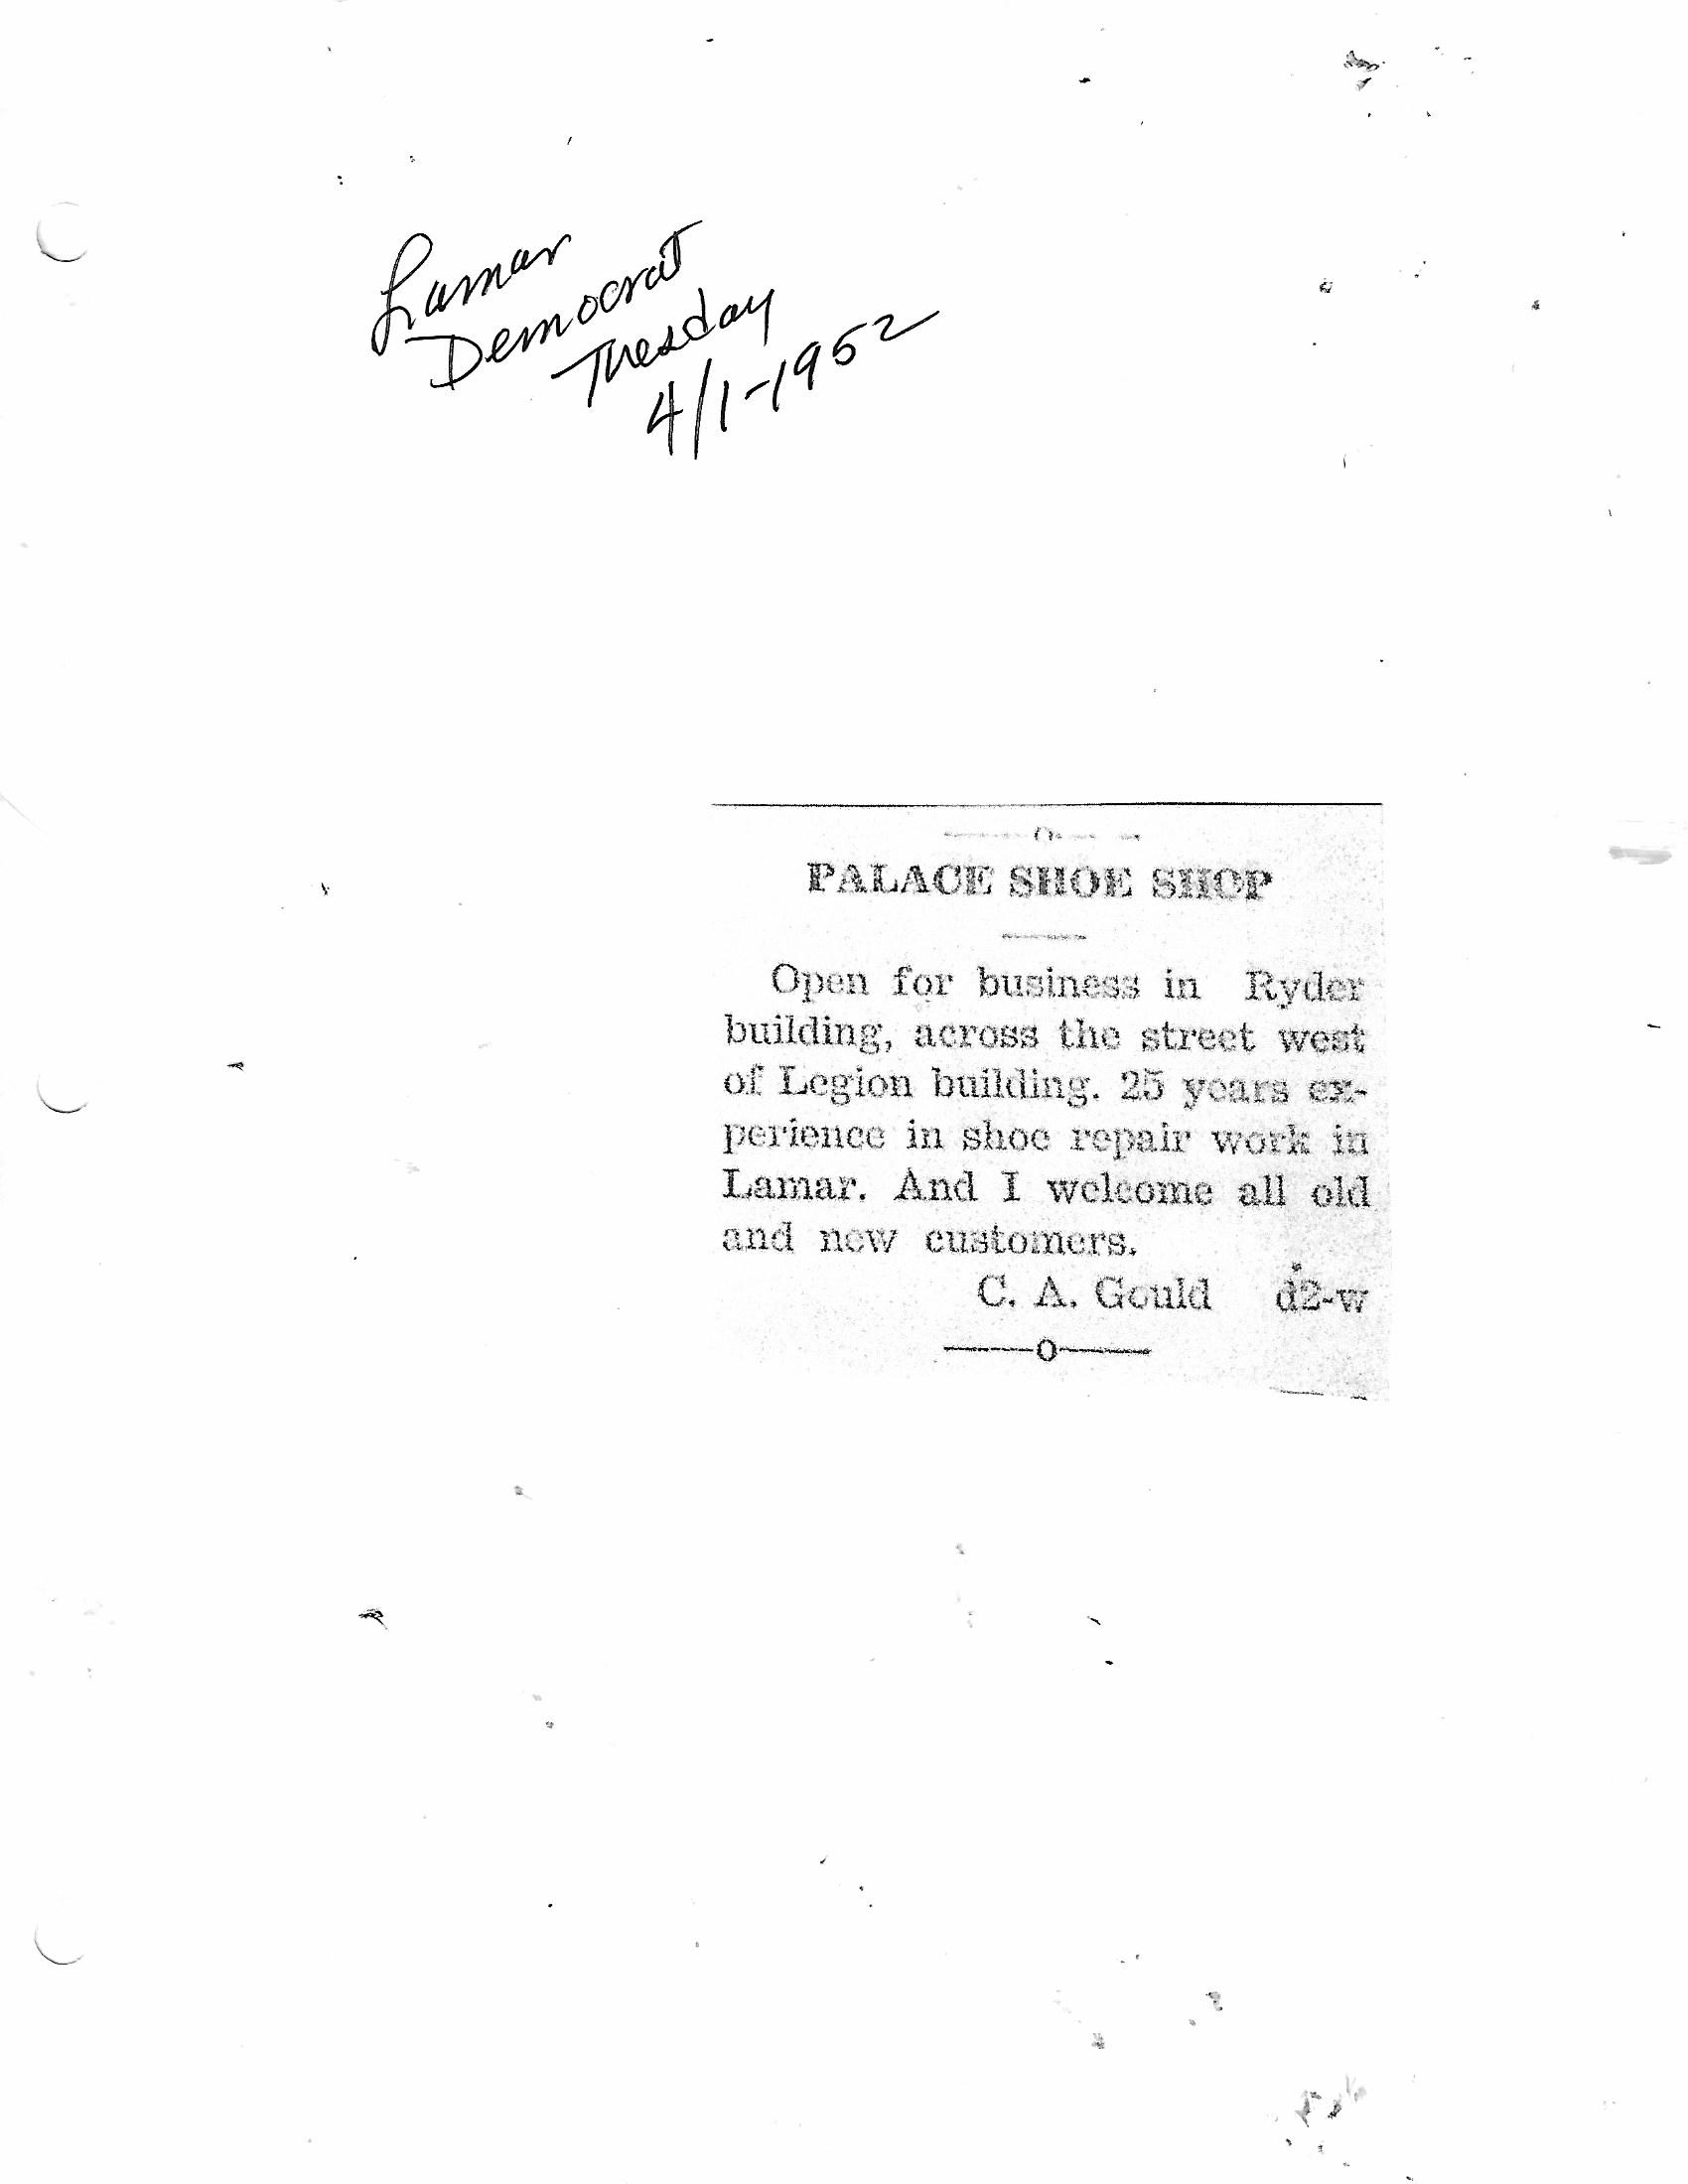 Lamar
Democrat
Tuesday
4/1-1952
PALACE SHOE SHOP
Open for business in Ryder
building, across the street west
of Legion building. 25 years ex-
perience in shoe repair work in
Lamar. And I welcome all old
and new customers.
C. A. Gould d2-w